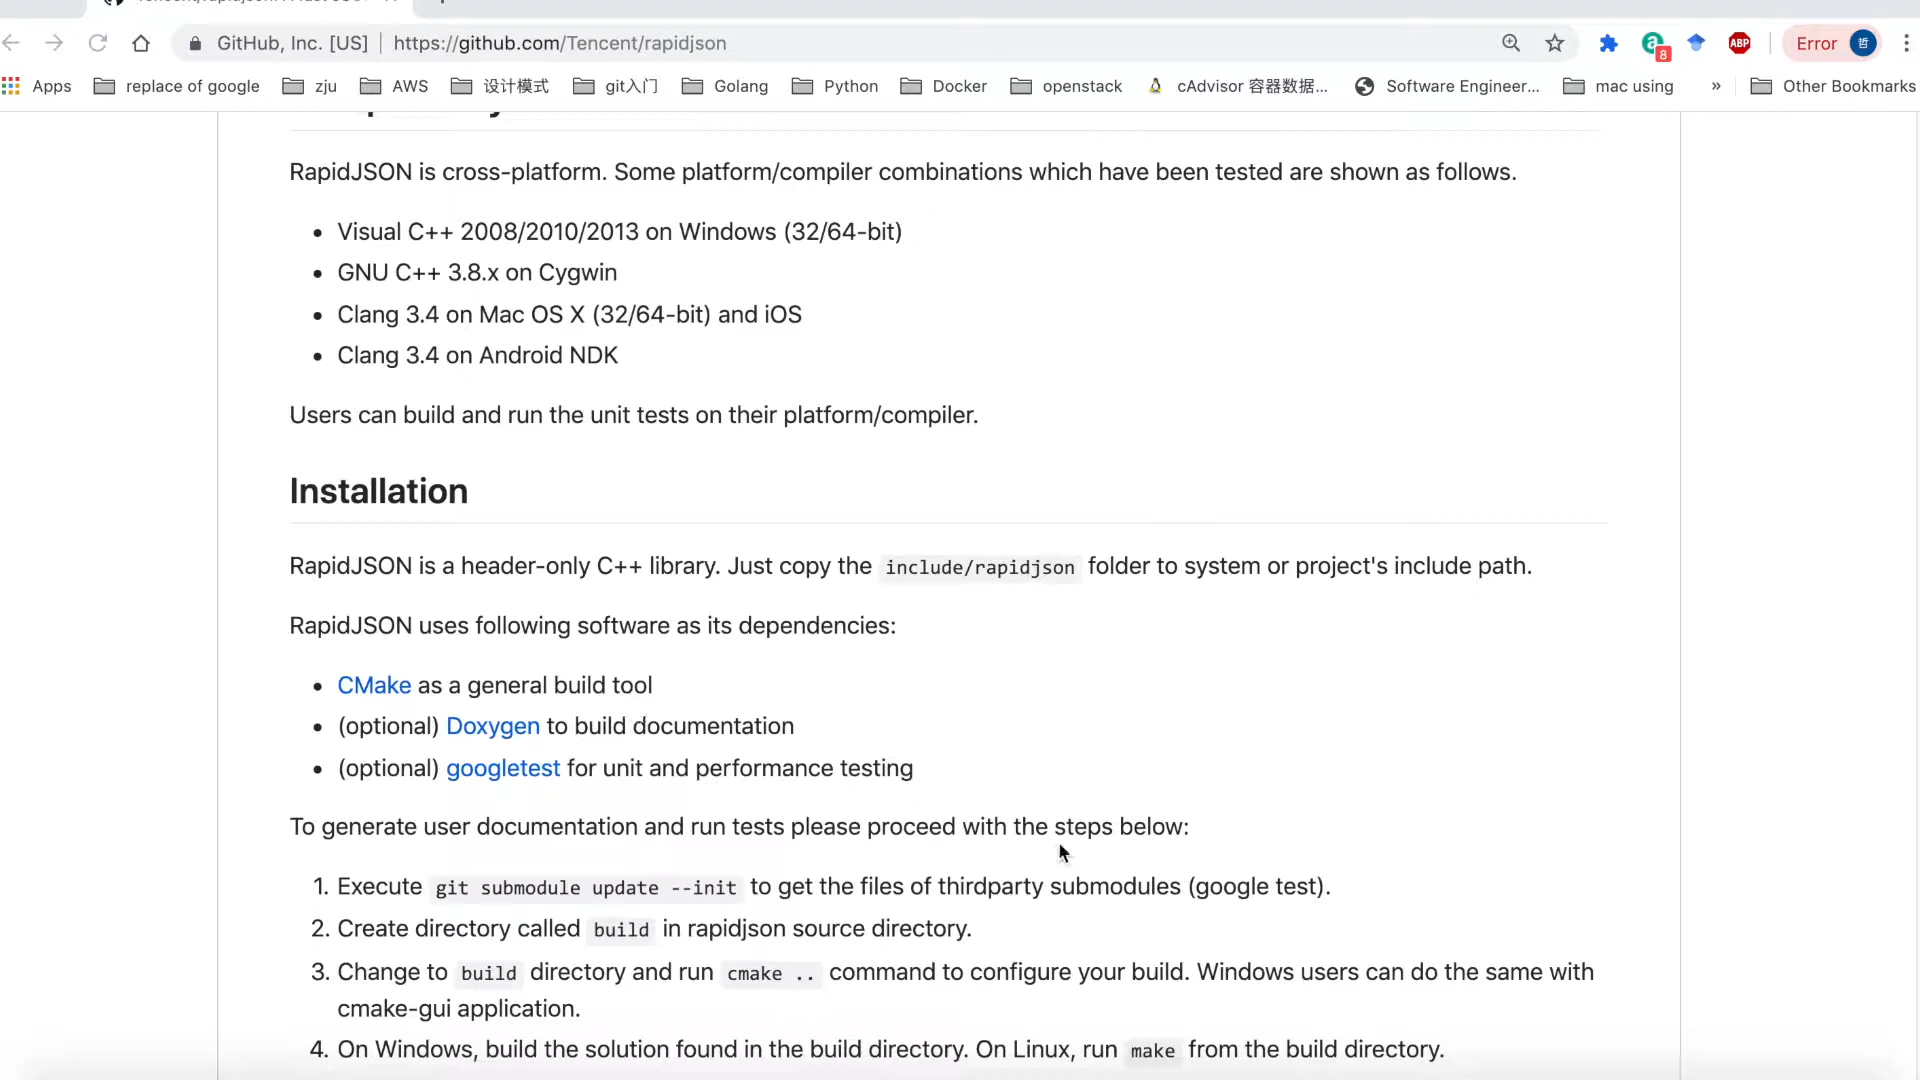 GitHub, Inc. [US] | https://github.com/Tencent/rapidjson
8
ABP
Error 哲
Apps replace of google zju AWS 设计模式 git入门 Golang Python Docker openstack cAdvisor 容器数据... Software Engineer... mac using » Other Bookmarks
RapidJSON is cross-platform. Some platform/compiler combinations which have been tested are shown as follows.
• Visual C++ 2008/2010/2013 on Windows (32/64-bit)
• GNU C++ 3.8.x on Cygwin
• Clang 3.4 on Mac OS X (32/64-bit) and iOS
• Clang 3.4 on Android NDK
Users can build and run the unit tests on their platform/compiler.
Installation
RapidJSON is a header-only C++ library. Just copy the include/rapidjson folder to system or project's include path.
RapidJSON uses following software as its dependencies:
• CMake as a general build tool
• (optional) Doxygen to build documentation
• (optional) googletest for unit and performance testing
To generate user documentation and run tests please proceed with the steps below:
1. Execute git submodule update --init to get the files of thirdparty submodules (google test).
2. Create directory called build in rapidjson source directory.
3. Change to build directory and run cmake .. command to configure your build. Windows users can do the same with
cmake-gui application.
4. On Windows, build the solution found in the build directory. On Linux, run make from the build directory.